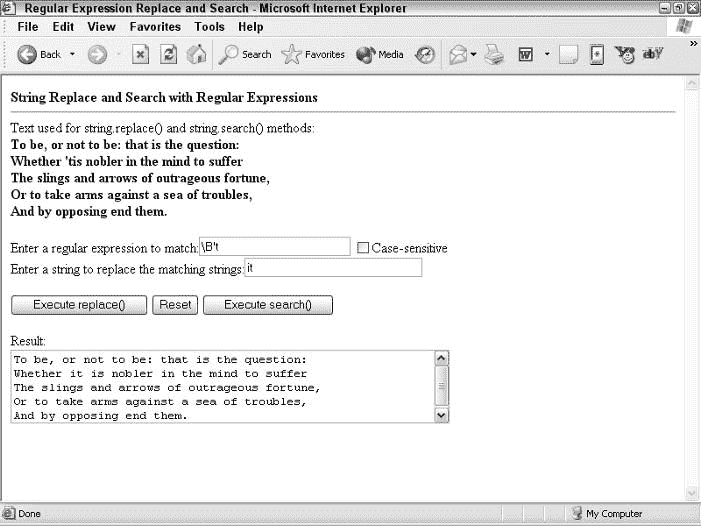 Regular Expression Replace and Search - Microsoft Internet Explorer
File Edit View Favorites Tools Help
Back Search Favorites Media W eby »
String Replace and Search with Regular Expressions
Text used for string.replace() and string.search() methods:
To be, or not to be: that is the question:
Whether 'tis nobler in the mind to suffer
The slings and arrows of outrageous fortune,
Or to take arms against a sea of troubles,
And by opposing end them.
Enter a regular expression to match: \B't Case-sensitive
Enter a string to replace the matching strings: it
Execute replace() Reset Execute search()
Result:
To be, or not to be: that is the question:
Whether it is nobler in the mind to suffer
The slings and arrows of outrageous fortune,
Or to take arms against a sea of troubles,
And by opposing end them.
Done My Computer